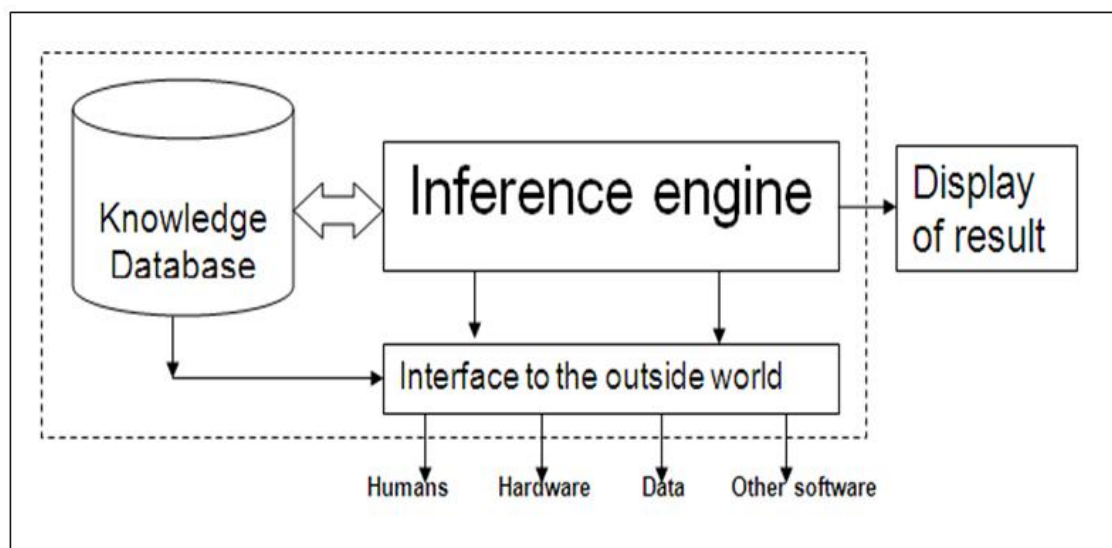 Knowledge
Database
Inference engine
Display
of result
Interface to the outside world
Humans
Hardware
Data
Other software